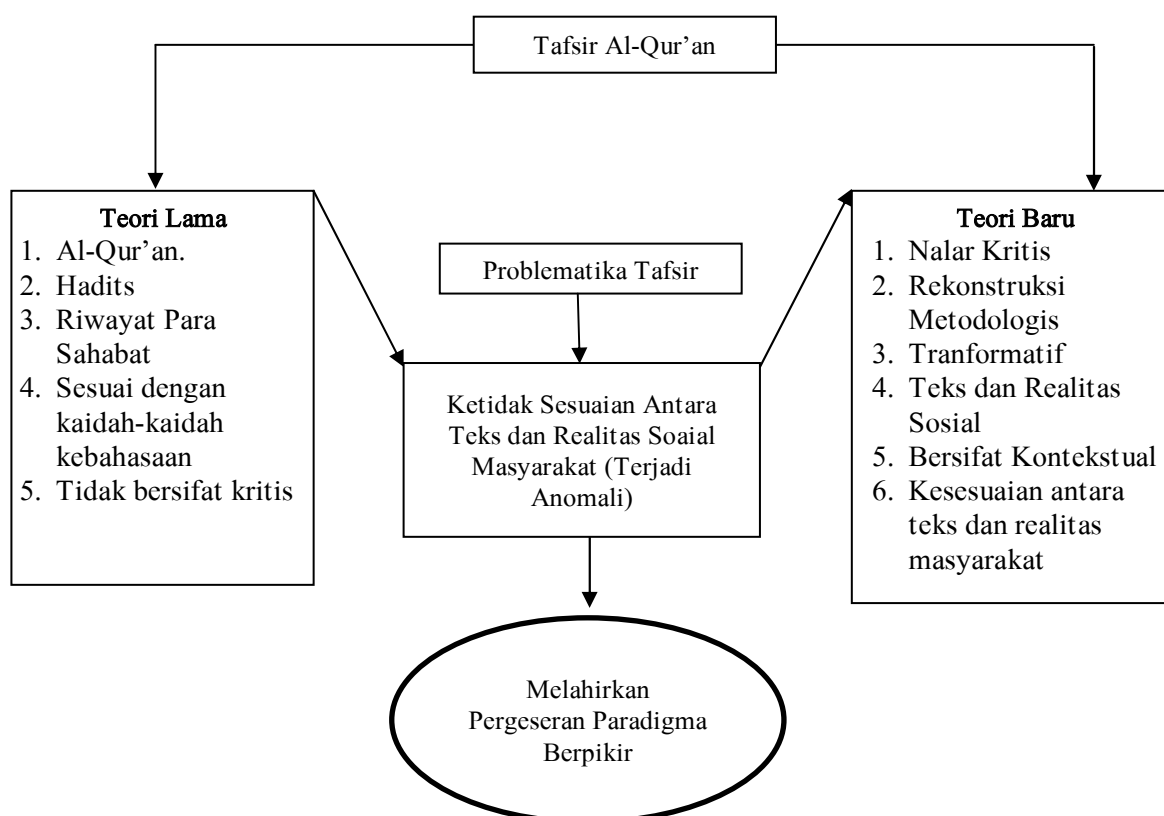 Tafsir Al-Qur’an
Teori Lama
1. Al-Qur’an.
2. Hadits
3. Riwayat Para
Sahabat
4. Sesuai dengan
kaidah-kaidah
kebahasaan
5. Tidak bersifat kritis
Problematika Tafsir
Ketidak Sesuaian Antara
Teks dan Realitas Soaial
Masyarakat (Terjadi
Anomali)
Teori Baru
1. Nalar Kritis
2. Rekonstruksi
Metodologis
3. Tranformatif
4. Teks dan Realitas
Sosial
5. Bersifat Kontekstual
6. Kesesuaian antara
teks dan realitas
masyarakat
Melahirkan
Pergeseran Paradigma
Berpikir